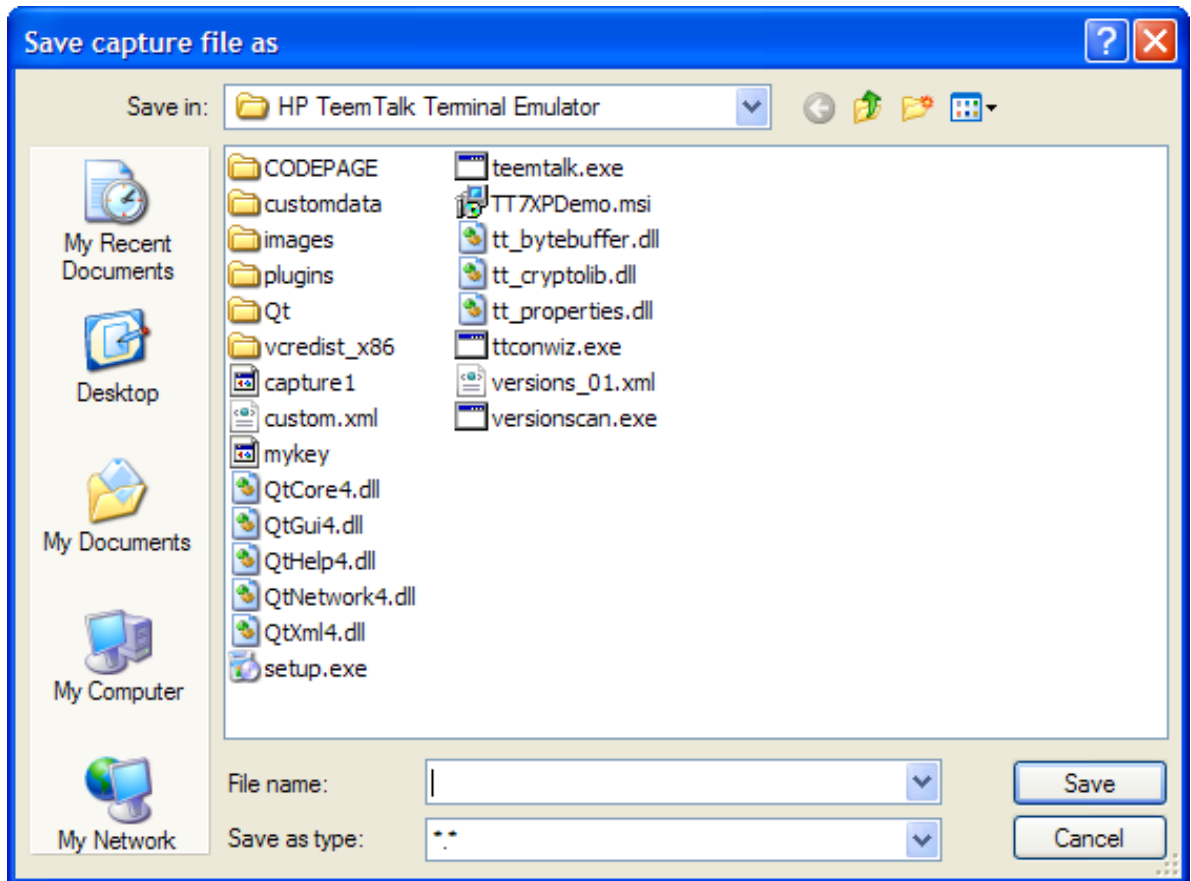 Save capture file as
Save in: HP TeemTalk Terminal Emulator
My Recent
Documents
Desktop
My Documents
My Computer
My Network
CODEPAGE
customdata
images
plugins
Qt
vcredist_x86
capture1
custom.xml
mykey
QtCore4.dll
QtGui4.dll
QtHelp4.dll
QtNetwork4.dll
QtXml4.dll
setup.exe
teemtalk.exe
TT7XPDemo.msi
tt_bytebuffer.dll
tt_cryptolib.dll
tt_properties.dll
ttconwiz.exe
versions_01.xml
versionscan.exe
File name: Save
Save as type: *.* Cancel